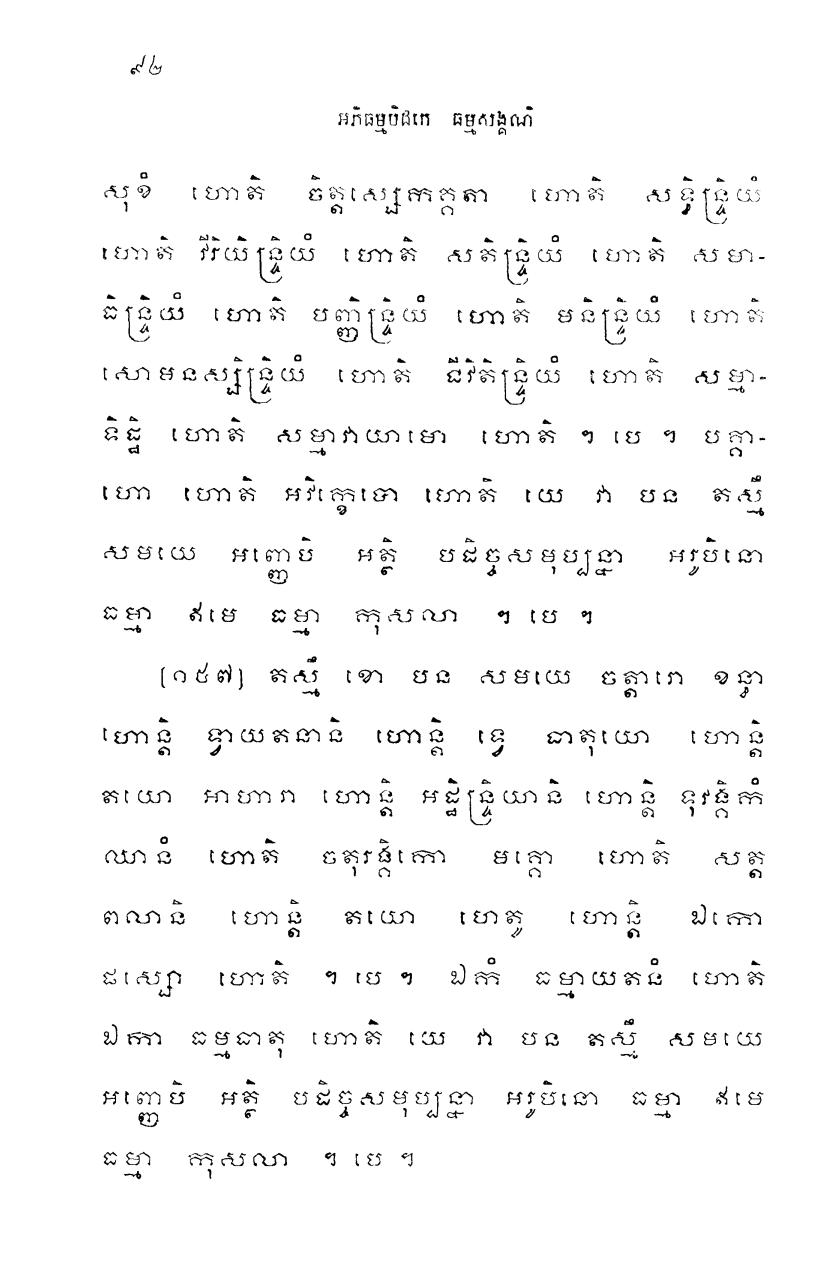 ៩២
អភិធម្មបិដកេ ធម្មសង្គណិ
សុខំ ហោតិ ចិត្តស្សេកគ្គតា ហោតិ សទ្ធិន្ទ្រិយំ
ហោតិ វីរិយិន្ទ្រិយំ ហោតិ សតិន្ទ្រិយំ ហោតិ សមា-
ធិន្ទ្រិយំ ហោតិ បញ្ញិន្ទ្រិយំ ហោតិ មនិន្ទ្រិយំ ហោតិ
សោមនស្សិន្ទ្រិយំ ហោតិ ជីវិតិន្ទ្រិយំ ហោតិ សម្មា-
ទិដ្ឋិ ហោតិ សម្មាវាយាមោ ហោតិ ។ បេ ។ បគ្គា-
ហោ ហោតិ អវិក្ខេបោ ហោតិ យេ វា បន តស្មឹ
សមយេ អញ្ញេបិ អត្ថិ បដិច្ចសមុប្បន្នា អរូបិនោ
ធម្មា ឥមេ ធម្មា កុសលា ។ បេ ។
[១៥៧] តស្មឹ ខោ បន សមយេ ចត្តារោ ខន្ធា
ហោន្តិ ទ្វាយតនានិ ហោន្តិ ទ្វេ ធាតុយោ ហោន្តិ
តយោ អាហារា ហោន្តិ អដ្ឋិន្ទ្រិយានិ ហោន្តិ ទុវង្គិកំ
ឈានំ ហោតិ ចតុរង្គិកោ មគ្គោ ហោតិ សត្ត
ពលានិ ហោន្តិ តយោ ហេតូ ហោន្តិ ឯកោ
ផស្សោ ហោតិ ។ បេ ។ ឯកំ ធម្មាយតនំ ហោតិ
ឯកា ធម្មធាតុ ហោតិ យេ វា បន តស្មឹ សមយេ
អញ្ញេបិ អត្ថិ បដិច្ចសមុប្បន្នា អរូបិនោ ធម្មា ឥមេ
ធម្មា កុសលា ។ បេ ។